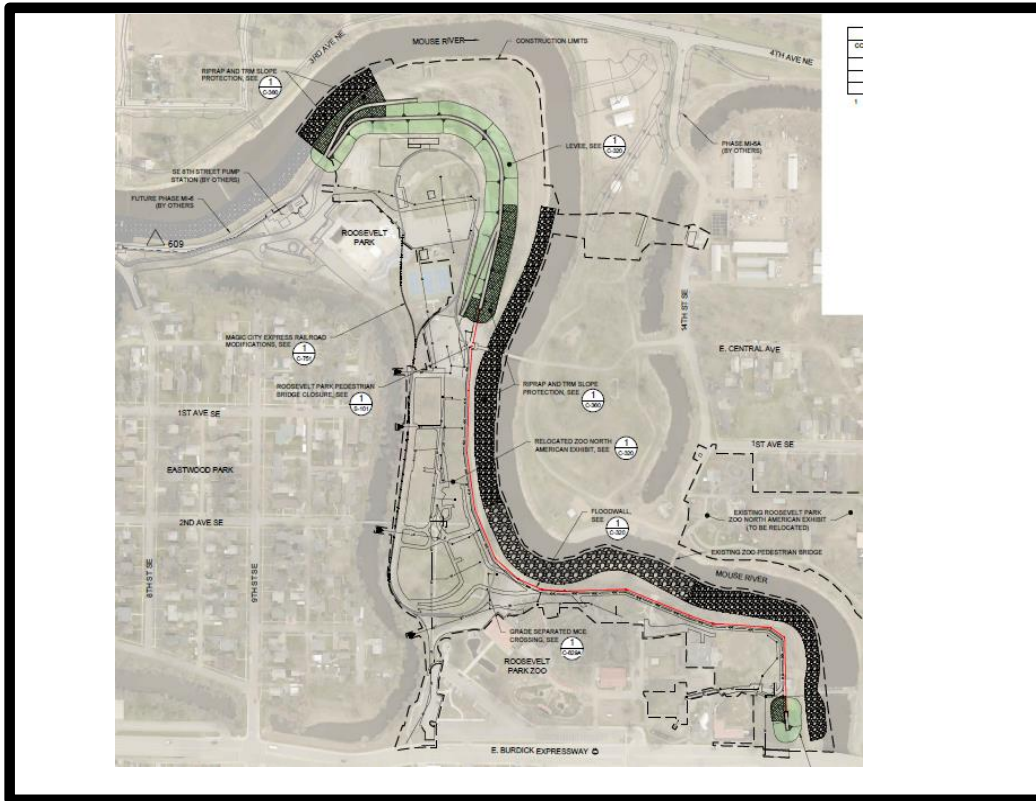 MOUSE RIVER
CONSTRUCTION LIMITS
3RD AVE NE
4TH AVE NE
RIPRAP AND TRM SLOPE
PROTECTION, SEE
1
C-360
LEVEE, SEE
1
C-320
PHASE MI-5A
(BY OTHERS)
SE 8TH STREET PUMP
STATION (BY OTHERS)
FUTURE PHASE MI-6
(BY OTHERS
609
ROOSEVELT
PARK
14TH ST SE
MAGIC CITY EXPRESS RAILROAD
MODIFICATIONS, SEE
1
C-751
E. CENTRAL AVE
ROOSEVELT PARK PEDESTRIAN
BRIDGE CLOSURE, SEE
1
S-101
RIPRAP AND TRM SLOPE
PROTECTION, SEE
1
C-360
1ST AVE SE
RELOCATED ZOO NORTH
AMERICAN EXHIBIT, SEE
1
C-320
1ST AVE SE
EASTWOOD PARK
2ND AVE SE
FLOODWALL,
SEE
1
C-320
EXISTING ROOSEVELT PARK
ZOO NORTH AMERICAN EXHIBIT
(TO BE RELOCATED)
EXISTING ZOO PEDESTRIAN BRIDGE
MOUSE RIVER
8TH ST SE
9TH ST SE
GRADE SEPARATED MCE
CROSSING, SEE
1
ROOSEVELT
PARK ZOO
E. BURDICK EXPRESSWAY
1